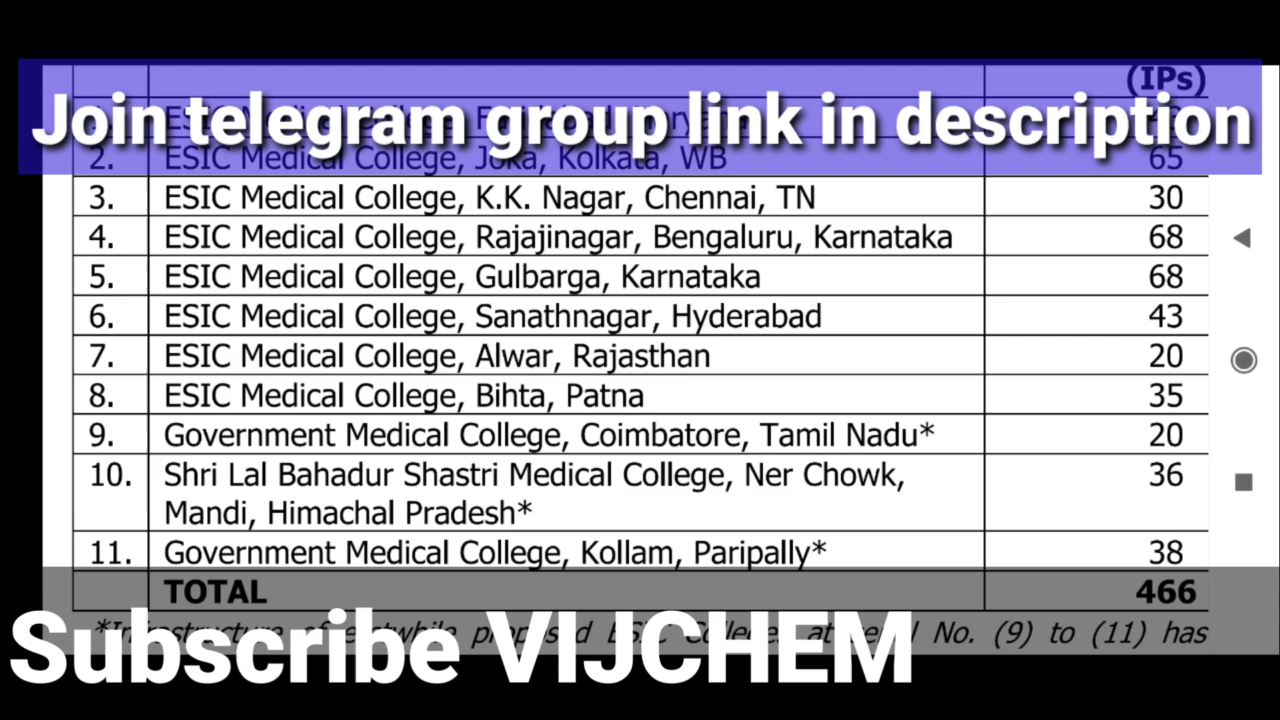 (IPs)
Join telegram group link in description
2. ESIC Medical College, Joka, Kolkata, WB 65
3. ESIC Medical College, K.K. Nagar, Chennai, TN 30
4. ESIC Medical College, Rajajinagar, Bengaluru, Karnataka 68
5. ESIC Medical College, Gulbarga, Karnataka 68
6. ESIC Medical College, Sanathnagar, Hyderabad 43
7. ESIC Medical College, Alwar, Rajasthan 20
8. ESIC Medical College, Bihta, Patna 35
9. Government Medical College, Coimbatore, Tamil Nadu* 20
10. Shri Lal Bahadur Shastri Medical College, Ner Chowk, 36
Mandi, Himachal Pradesh*
11. Government Medical College, Kollam, Paripally* 38
TOTAL 466
No. (9) to (11) has
Subscribe VIJCHEM